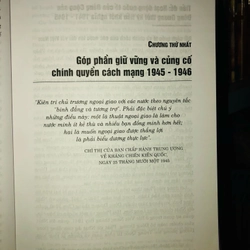 CHƯƠNG THỨ NHẤT
Góp phần giữ vững và củng cố
chính quyền cách mạng 1945 - 1946
"Kiên trì chủ trương ngoại giao với các nước theo nguyên tắc
"bình đẳng và tương trợ". Phải đặc biệt chú ý
những điều này: một là thuật ngoại giao là làm cho
nước mình ít kẻ thù và nhiều bạn đồng minh hơn hết;
hai là muốn ngoại giao được thắng lợi
là phải biểu dương thực lực".
CHỈ THỊ CỦA BAN CHẤP HÀNH TRUNG ƯƠNG
VỀ KHÁNG CHIẾN KIẾN QUỐC,
NGÀY 25 THÁNG MƯỜI MỘT 1945.